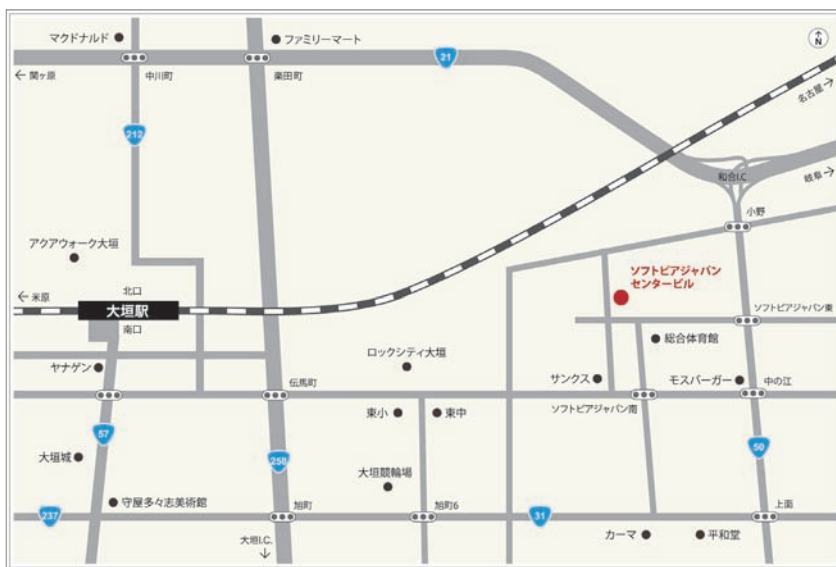 マクドナルド
ファミリーマート
N
21
← 関ヶ原
中川町
楽田町
名古屋 →
212
和合I.C
岐阜 →
小野
アクアウォーク大垣
ソフトピアジャパン
センタービル
← 米原
北口
大垣駅
南口
ソフトピアジャパン東
総合体育館
ロックシティ大垣
ヤナゲン
サンクス
モスバーガー
中の江
伝馬町
ソフトピアジャパン南
東小
東中
57
50
大垣城
258
大垣競輪場
守屋多々志美術館
237
旭町
旭町6
31
上面
大垣I.C.
↓
カーマ
平和堂